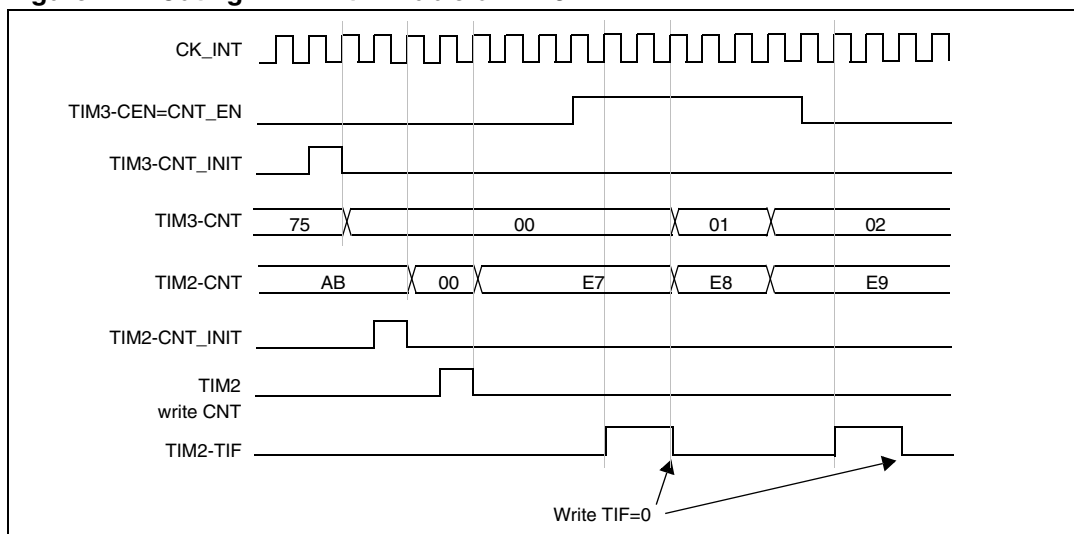 CK_INT
TIM3-CEN=CNT_EN
TIM3-CNT_INIT
TIM3-CNT 75 00 01 02
TIM2-CNT AB 00 E7 E8 E9
TIM2-CNT_INIT
TIM2
write CNT
TIM2-TIF
Write TIF=0